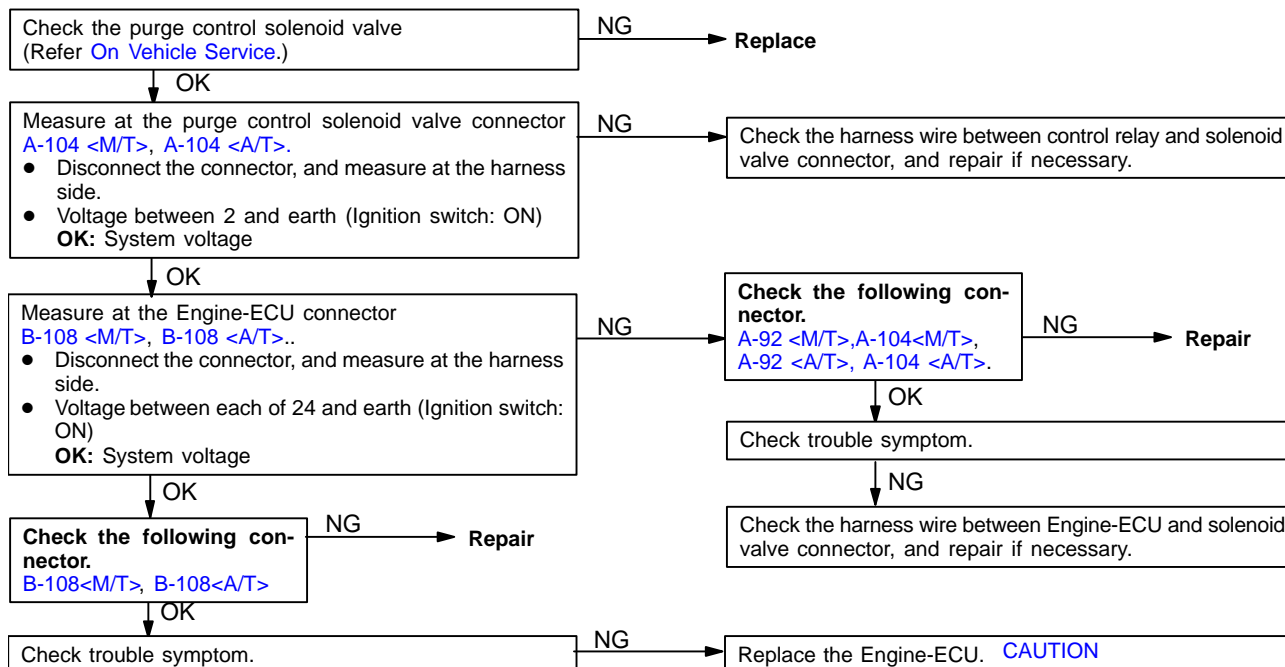 Check the purge control solenoid valve
(Refer On Vehicle Service.)
NG
Replace
OK
Measure at the purge control solenoid valve connector
A-104 <M/T>, A-104 <A/T>.
● Disconnect the connector, and measure at the harness
side.
● Voltage between 2 and earth (Ignition switch: ON)
OK: System voltage
NG
Check the harness wire between control relay and solenoid
valve connector, and repair if necessary.
OK
Measure at the Engine-ECU connector
B-108 <M/T>, B-108 <A/T>..
● Disconnect the connector, and measure at the harness
side.
● Voltage between each of 24 and earth (Ignition switch:
ON)
OK: System voltage
NG
Check the following con-
nector.
A-92 <M/T>,A-104<M/T>,
A-92 <A/T>, A-104 <A/T>.
NG
Repair
OK
Check trouble symptom.
NG
Check the harness wire between Engine-ECU and solenoid
valve connector, and repair if necessary.
OK
Check the following con-
nector.
B-108<M/T>, B-108<A/T>
NG
Repair
OK
Check trouble symptom.
NG
Replace the Engine-ECU. CAUTION